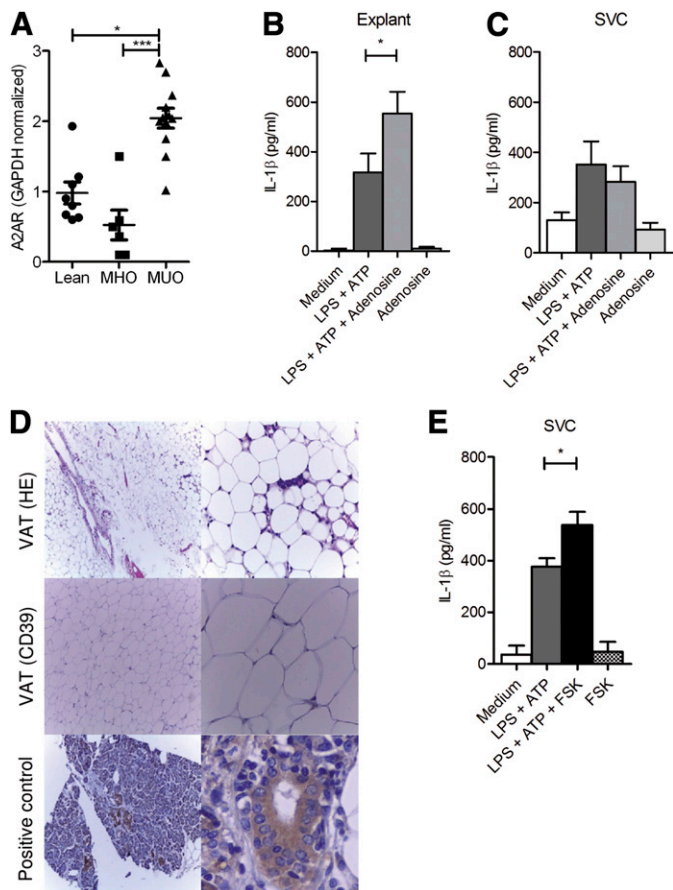 A
*
***
A2AR (GAPDH normalized)
3
2
1
0
Lean MHO MUO
B
Explant
*
IL-1β (pg/ml)
800
600
400
200
0
Medium
LPS + ATP
LPS + ATP + Adenosine
Adenosine
C
SVC
IL-1β (pg/ml)
800
600
400
200
0
Medium
LPS + ATP
LPS + ATP + Adenosine
Adenosine
D
VAT (HE)
VAT (CD39)
Positive control
E
SVC
*
IL-1β (pg/ml)
800
600
400
200
0
Medium
LPS + ATP
LPS + ATP + FSK
FSK